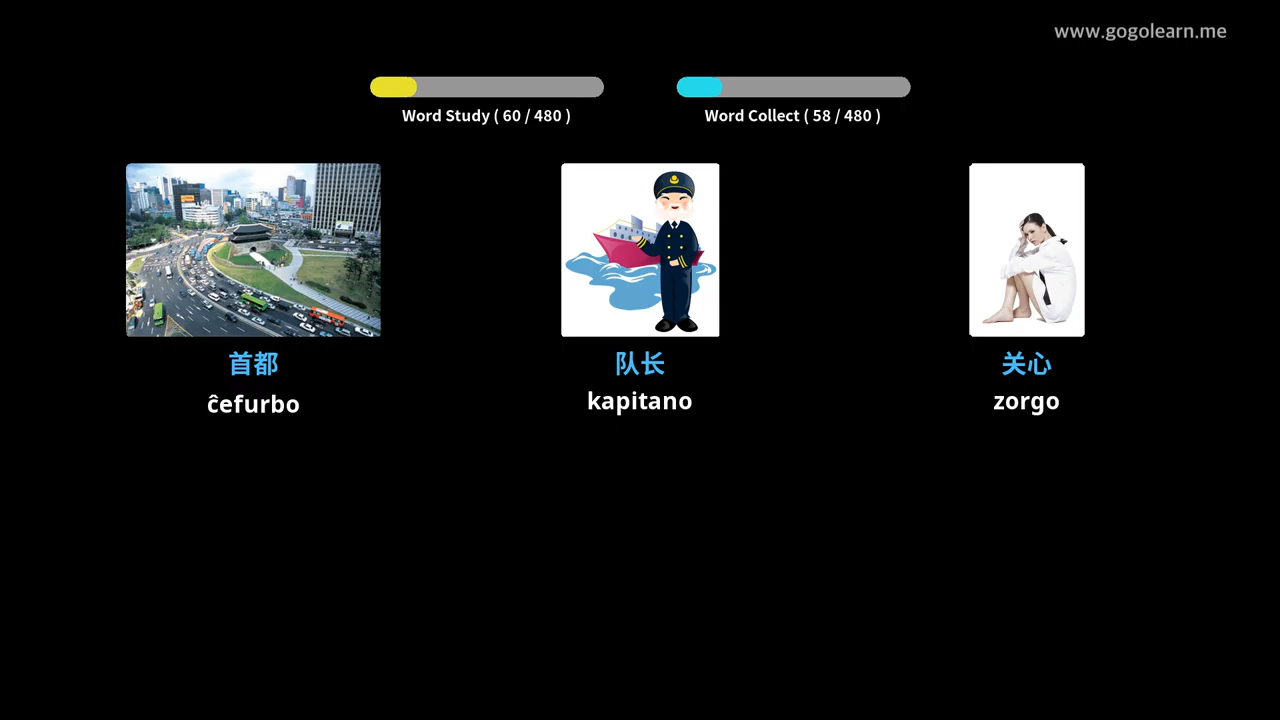 www.gogolearn.me
Word Study ( 60 / 480 )
Word Collect ( 58 / 480 )
首都
队长
关心
ĉefurbo
kapitano
zorgo